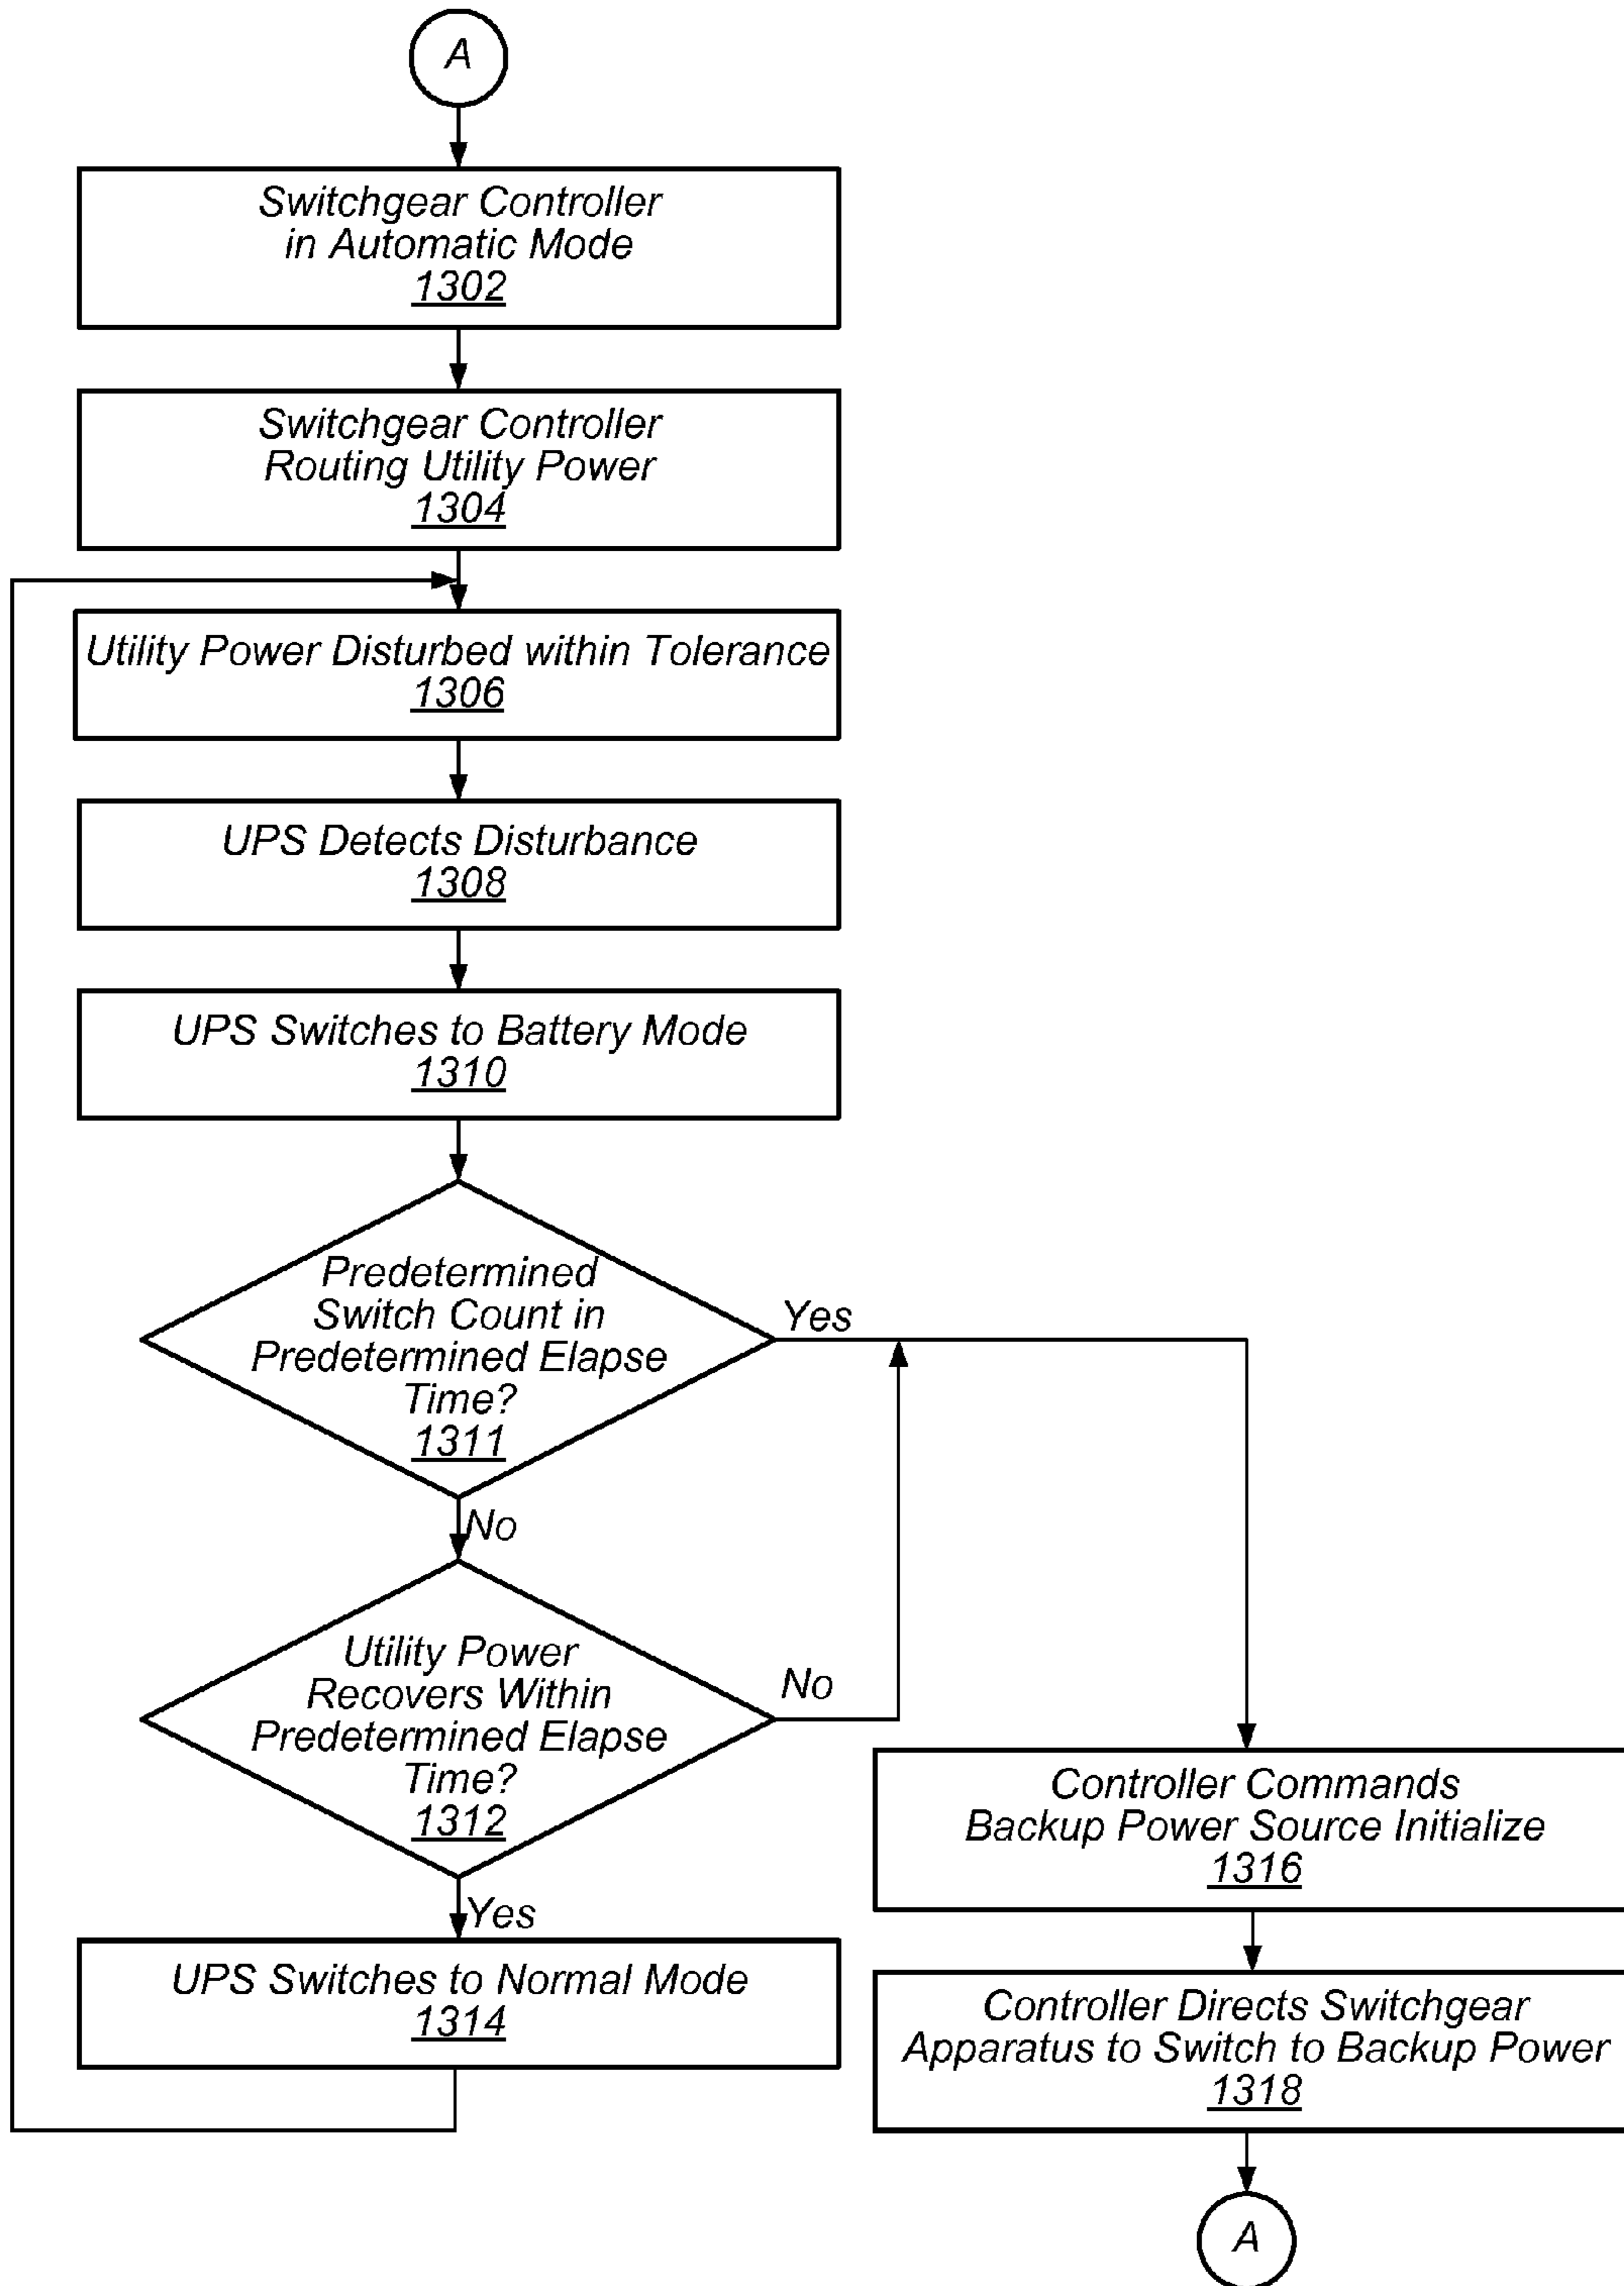 A
Switchgear Controller
in Automatic Mode
1302
Switchgear Controller
Routing Utility Power
1304
Utility Power Disturbed within Tolerance
1306
UPS Detects Disturbance
1308
UPS Switches to Battery Mode
1310
Predetermined
Switch Count in
Predetermined Elapse
Time?
1311
Yes
No
Utility Power
Recovers Within
Predetermined Elapse
Time?
1312
No
Yes
UPS Switches to Normal Mode
1314
Controller Commands
Backup Power Source Initialize
1316
Controller Directs Switchgear
Apparatus to Switch to Backup Power
1318
A